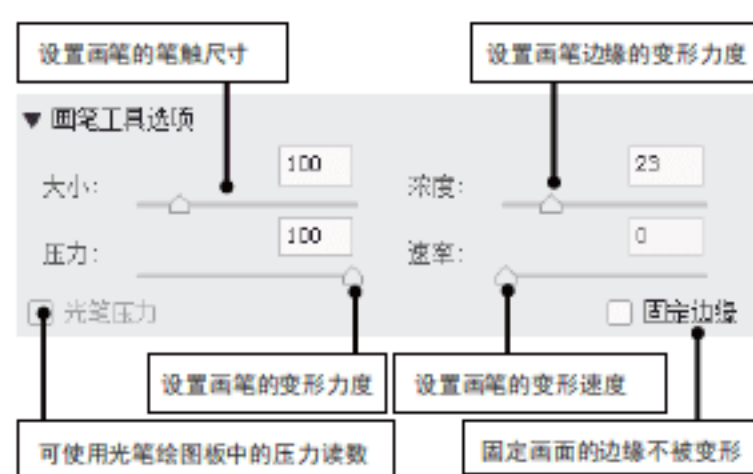 设置画笔的笔触尺寸
设置画笔边缘的变形力度
画笔工具选项
大小:
100
浓度:
23
压力:
100
速率:
0
光笔压力
固定边缘
设置画笔的变形力度
设置画笔的变形速度
可使用光笔绘图板中的压力读数
固定画面的边缘不被变形